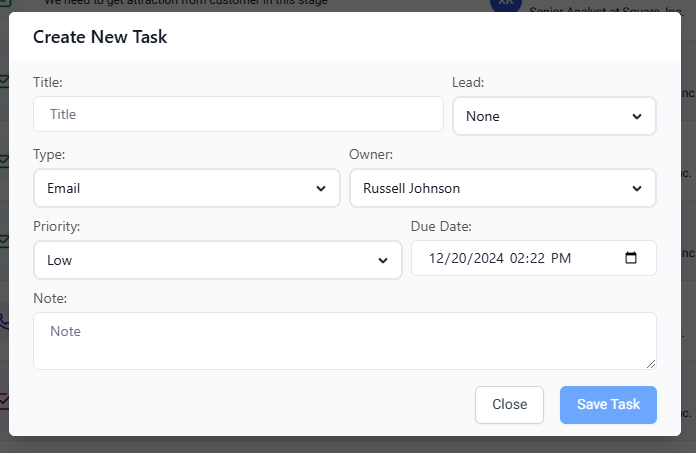 We need to get attraction from customer in this stage
XR
Senior Analyst at Square, Inc.
Create New Task
Title:
Lead:
Title
None
Type:
Owner:
Email
Russell Johnson
Priority:
Due Date:
Low
12/20/2024 02:22 PM
Note:
Note
Close
Save Task